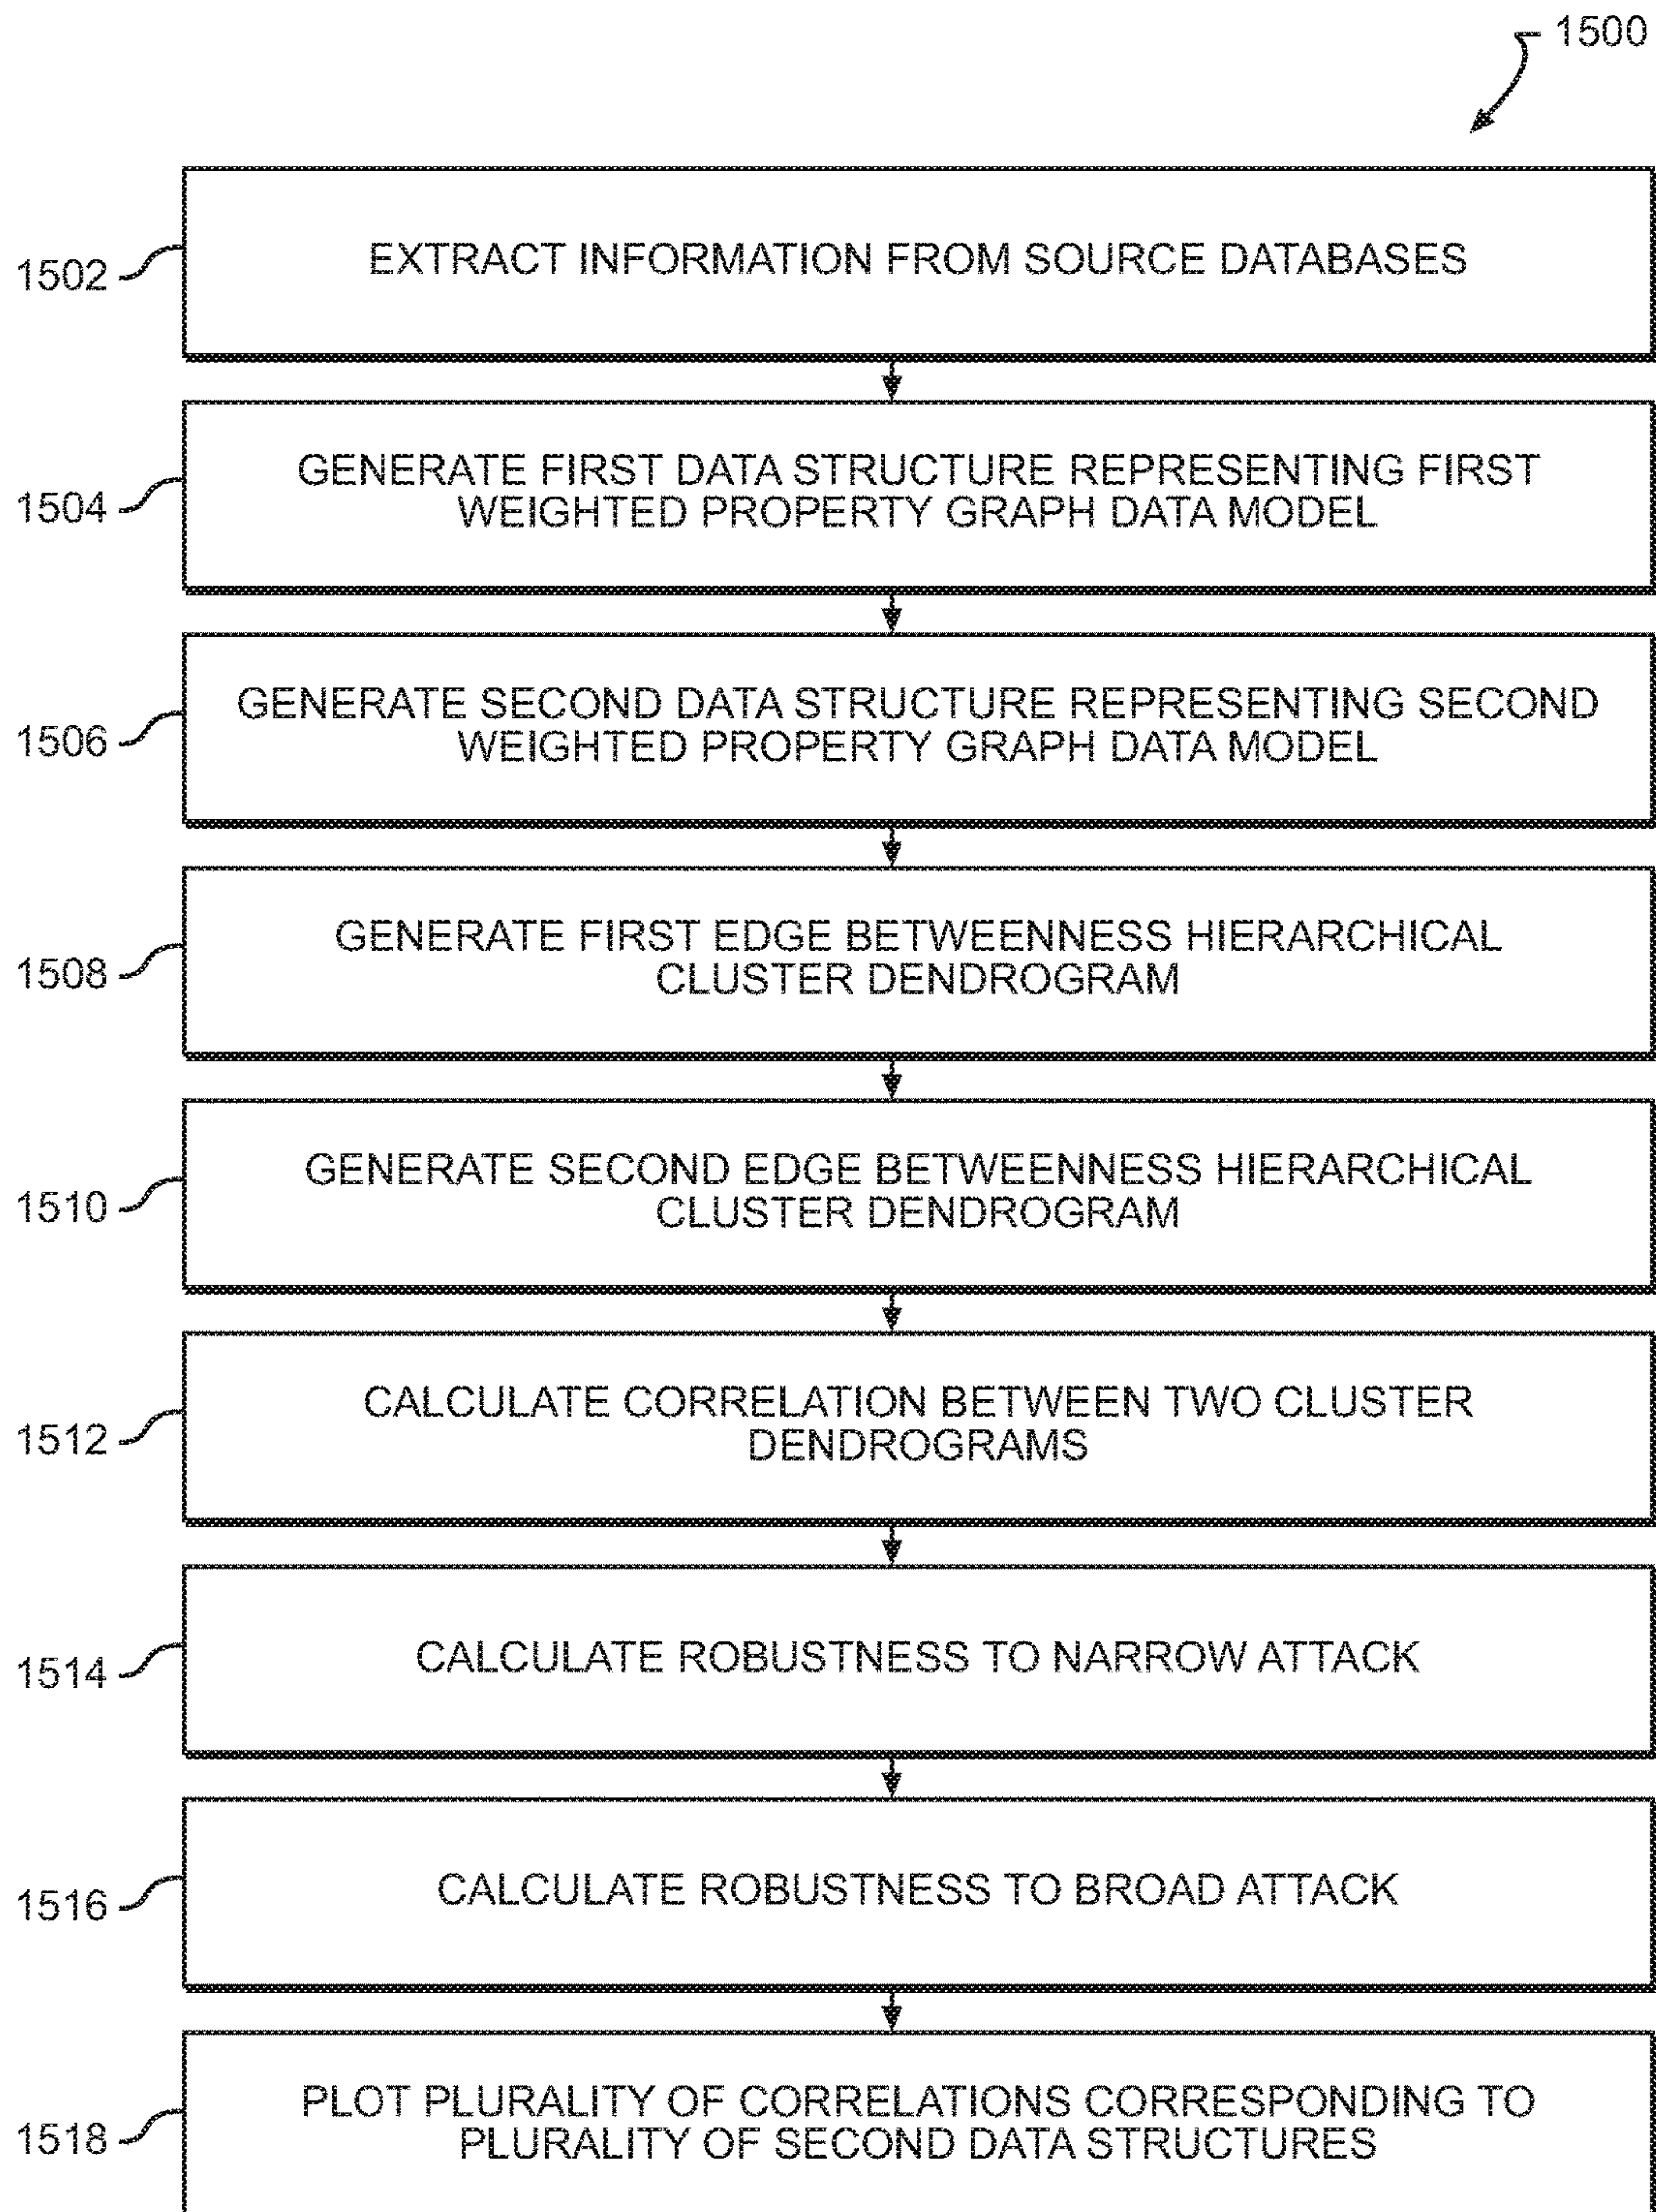 1500
1502
EXTRACT INFORMATION FROM SOURCE DATABASES
1504
GENERATE FIRST DATA STRUCTURE REPRESENTING FIRST
WEIGHTED PROPERTY GRAPH DATA MODEL
1506
GENERATE SECOND DATA STRUCTURE REPRESENTING SECOND
WEIGHTED PROPERTY GRAPH DATA MODEL
1508
GENERATE FIRST EDGE BETWEENNESS HIERARCHICAL
CLUSTER DENDROGRAM
1510
GENERATE SECOND EDGE BETWEENNESS HIERARCHICAL
CLUSTER DENDROGRAM
1512
CALCULATE CORRELATION BETWEEN TWO CLUSTER
DENDROGRAMS
1514
CALCULATE ROBUSTNESS TO NARROW ATTACK
1516
CALCULATE ROBUSTNESS TO BROAD ATTACK
1518
PLOT PLURALITY OF CORRELATIONS CORRESPONDING TO
PLURALITY OF SECOND DATA STRUCTURES